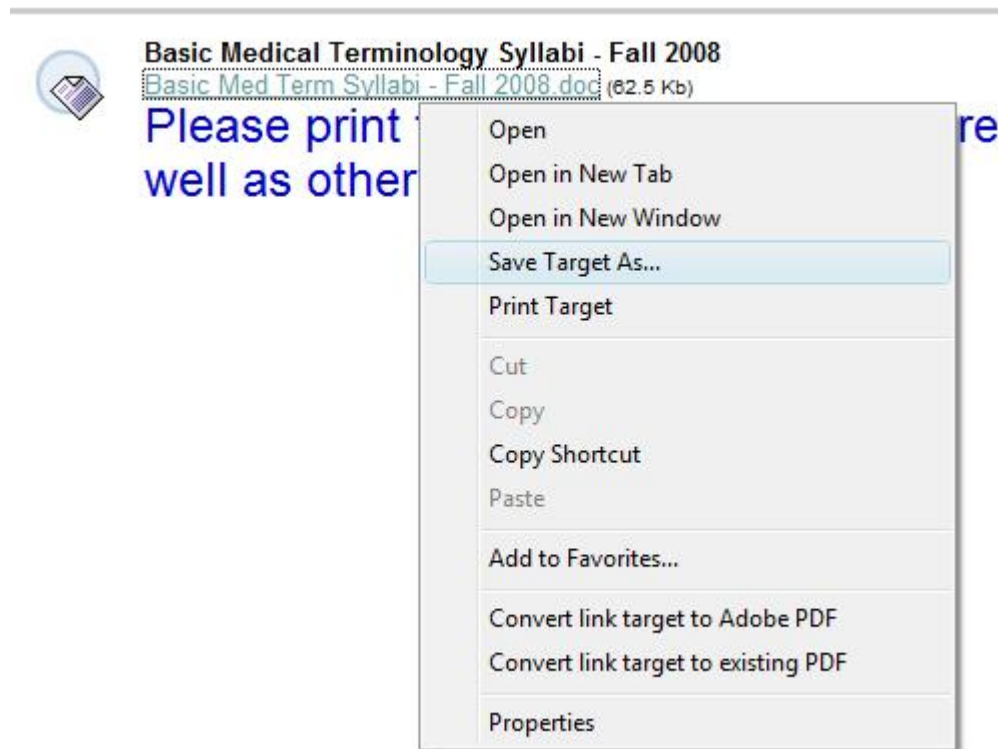 Basic Medical Terminology Syllabi - Fall 2008
Basic Med Term Syllabi - Fall 2008.doc (62.5 Kb)
Please print
well as other
Open
Open in New Tab
Open in New Window
Save Target As...
Print Target
Cut
Copy
Copy Shortcut
Paste
Add to Favorites...
Convert link target to Adobe PDF
Convert link target to existing PDF
Properties